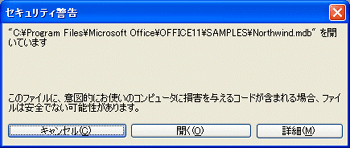 セキュリティ警告
"C:¥Program Files¥Microsoft Office¥OFFICE11¥SAMPLES¥Northwind.mdb" を開
いています
このファイルに、意図的にお使いのコンピュータに損害を与えるコードが含まれる場合、ファイ
ルは安全でない可能性があります。
キャンセル(C) 開く(O) 詳細(M)